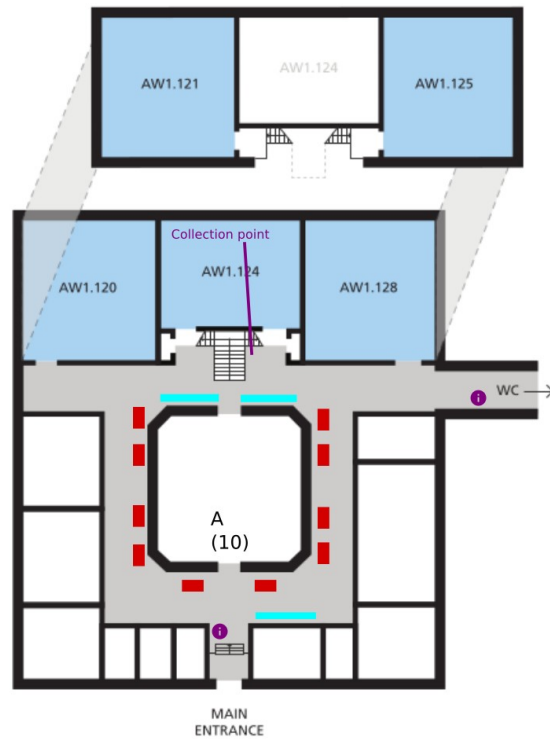 AW1.121
AW1.124
AW1.125
Collection point
AW1.120
AW1.124
AW1.128
i
WC
A
(10)
i
MAIN
ENTRANCE